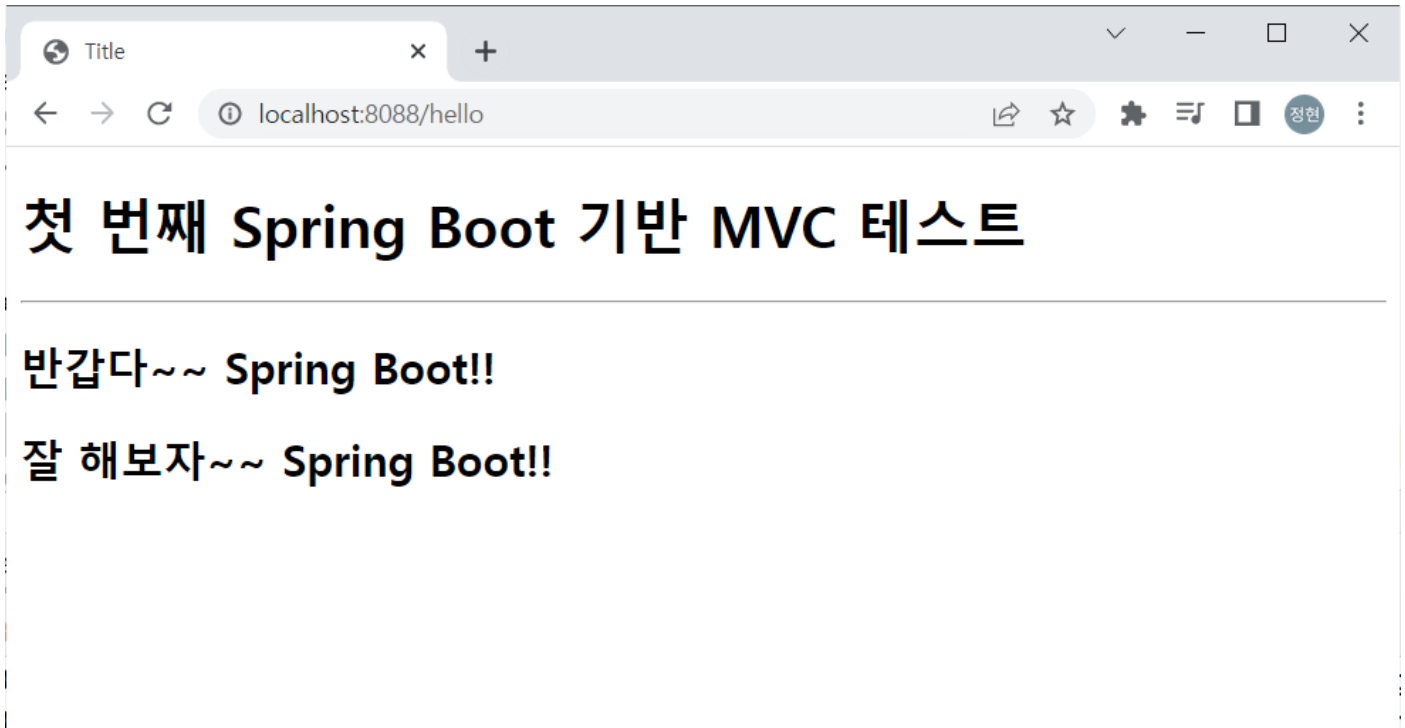 Title
localhost:8088/hello
정현
첫 번째 Spring Boot 기반 MVC 테스트
반갑다~~ Spring Boot!!
잘 해보자~~ Spring Boot!!